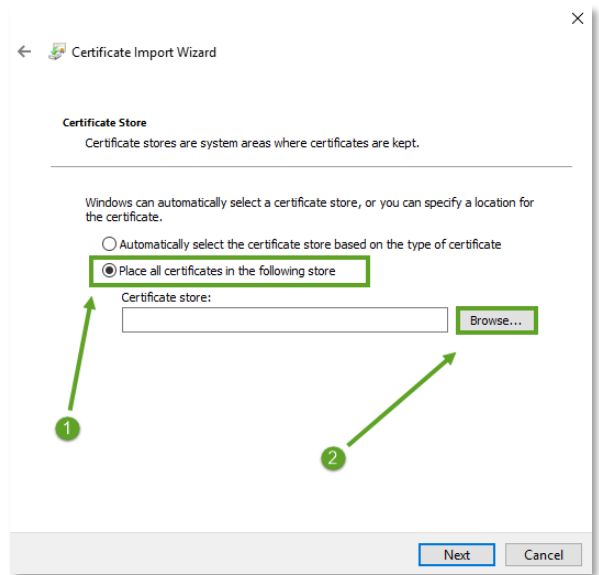 Certificate Import Wizard
Certificate Store
Certificate stores are system areas where certificates are kept.
Windows can automatically select a certificate store, or you can specify a location for
the certificate.
Automatically select the certificate store based on the type of certificate
Place all certificates in the following store
Certificate store:
Browse...
1
2
Next
Cancel